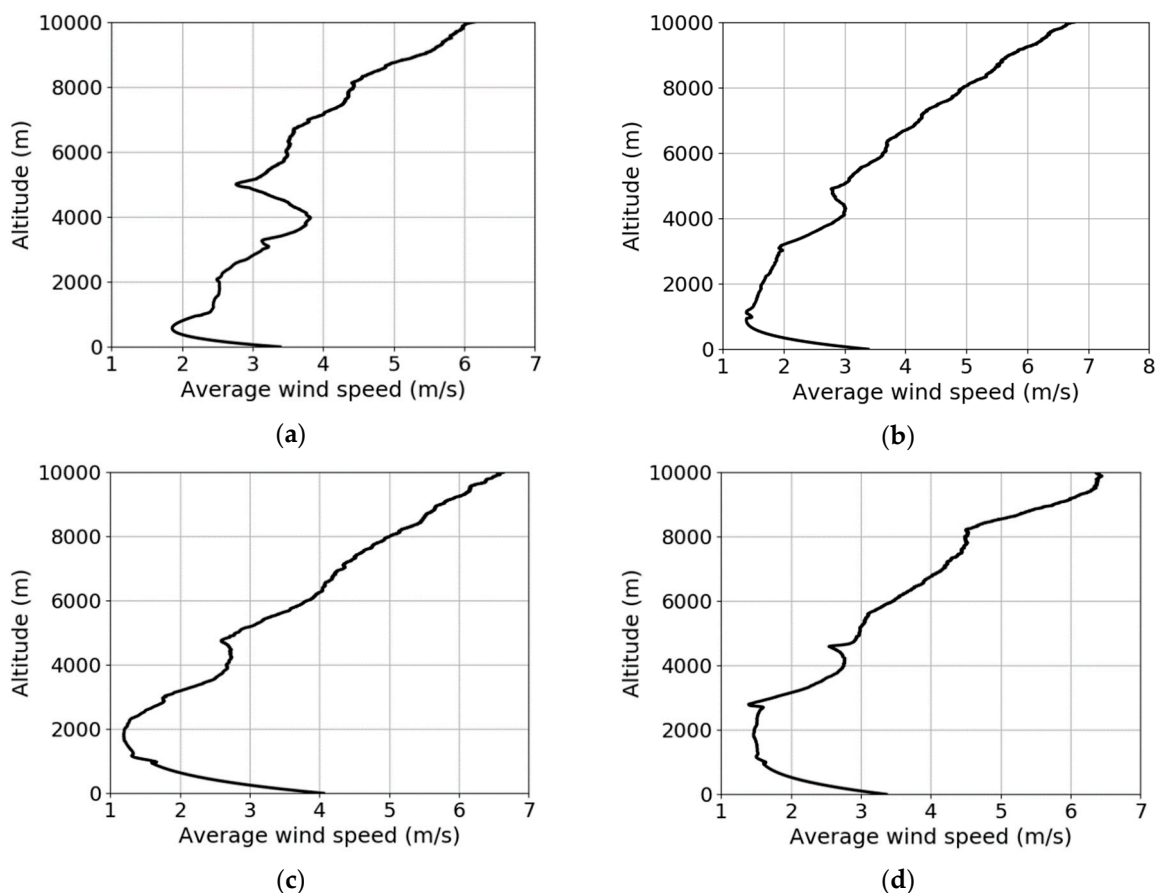 10000
8000
6000
4000
2000
0
Altitude (m)
1 2 3 4 5 6 7
Average wind speed (m/s)
(a)
10000
8000
6000
4000
2000
0
Altitude (m)
1 2 3 4 5 6 7 8
Average wind speed (m/s)
(b)
10000
8000
6000
4000
2000
0
Altitude (m)
1 2 3 4 5 6 7
Average wind speed (m/s)
(c)
10000
8000
6000
4000
2000
0
Altitude (m)
1 2 3 4 5 6 7
Average wind speed (m/s)
(d)